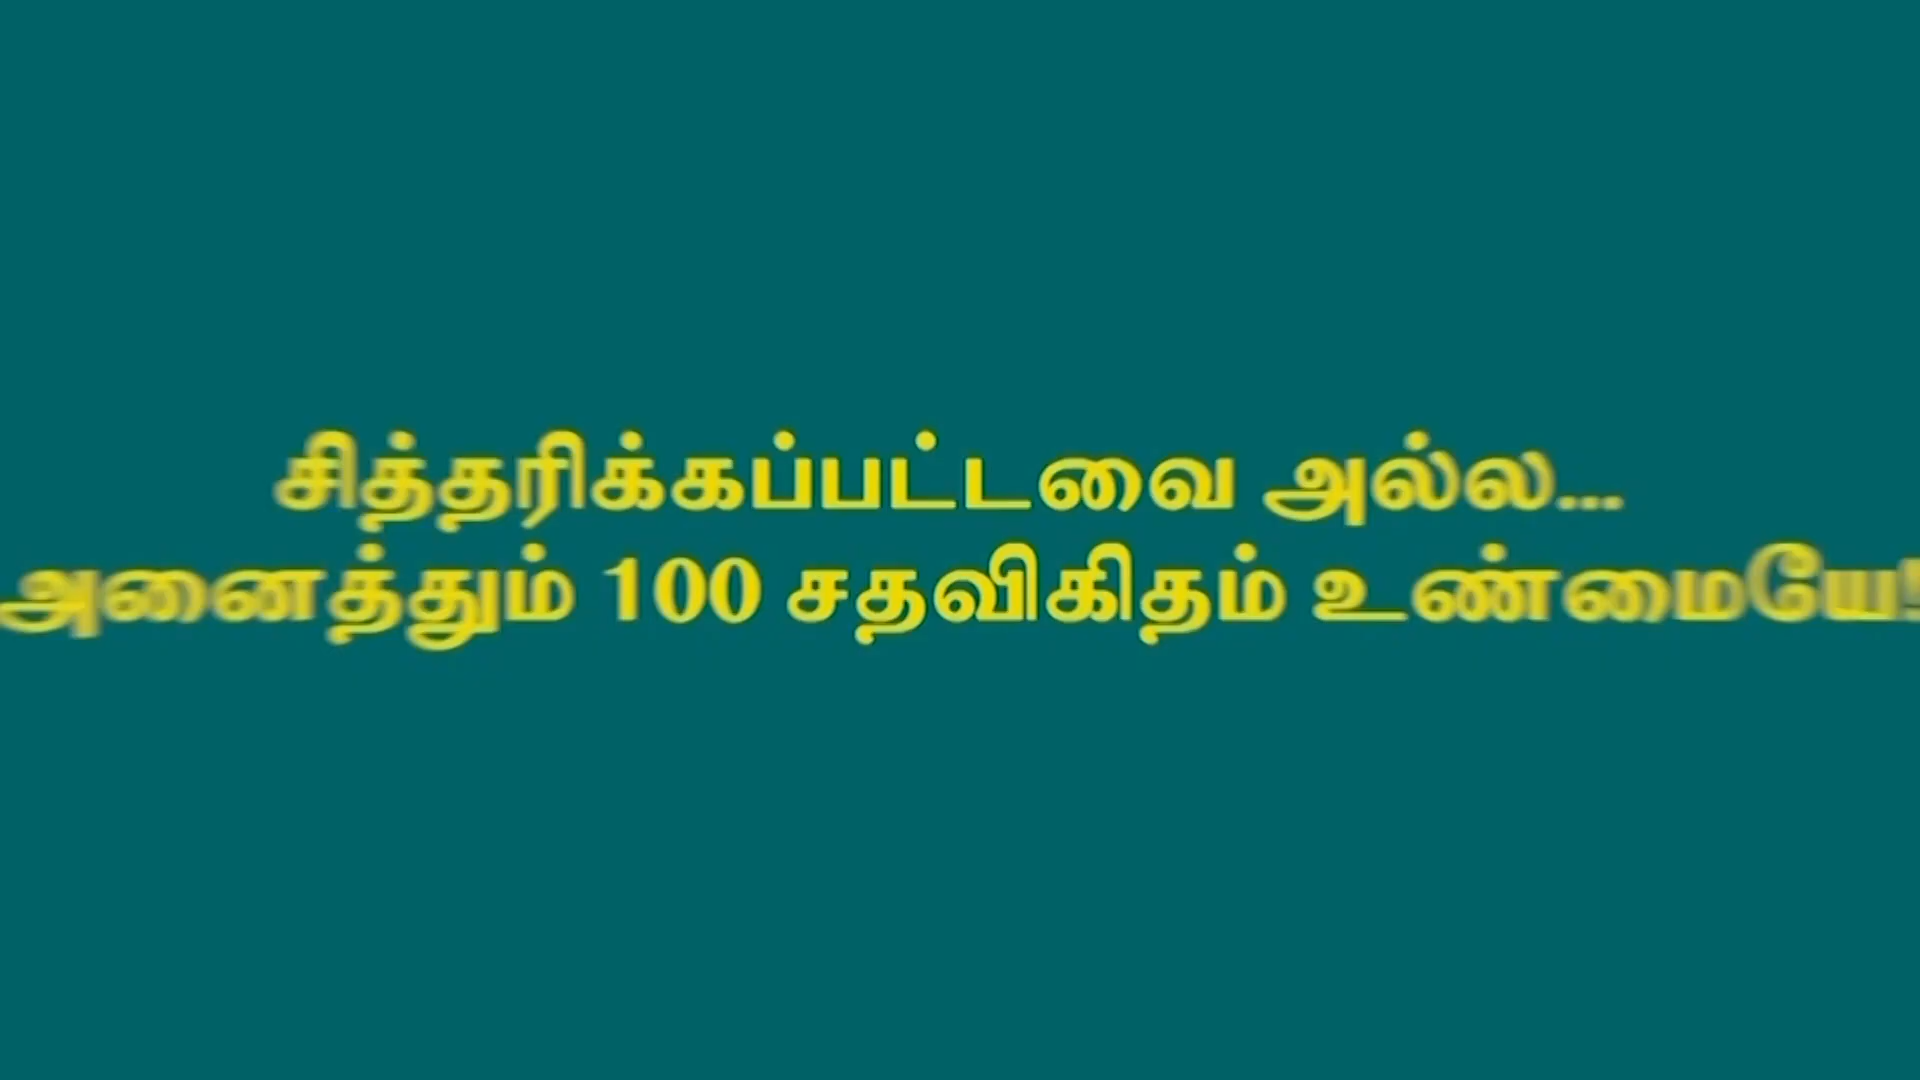 சித்தரிக்கப்பட்டவை அல்ல...
அனைத்தும் 100 சதவிகிதம் உண்மையே!